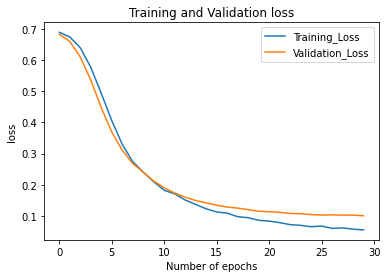 Training and Validation loss
Training_Loss
Validation_Loss
loss
0.7
0.6
0.5
0.4
0.3
0.2
0.1
0 5 10 15 20 25 30
Number of epochs